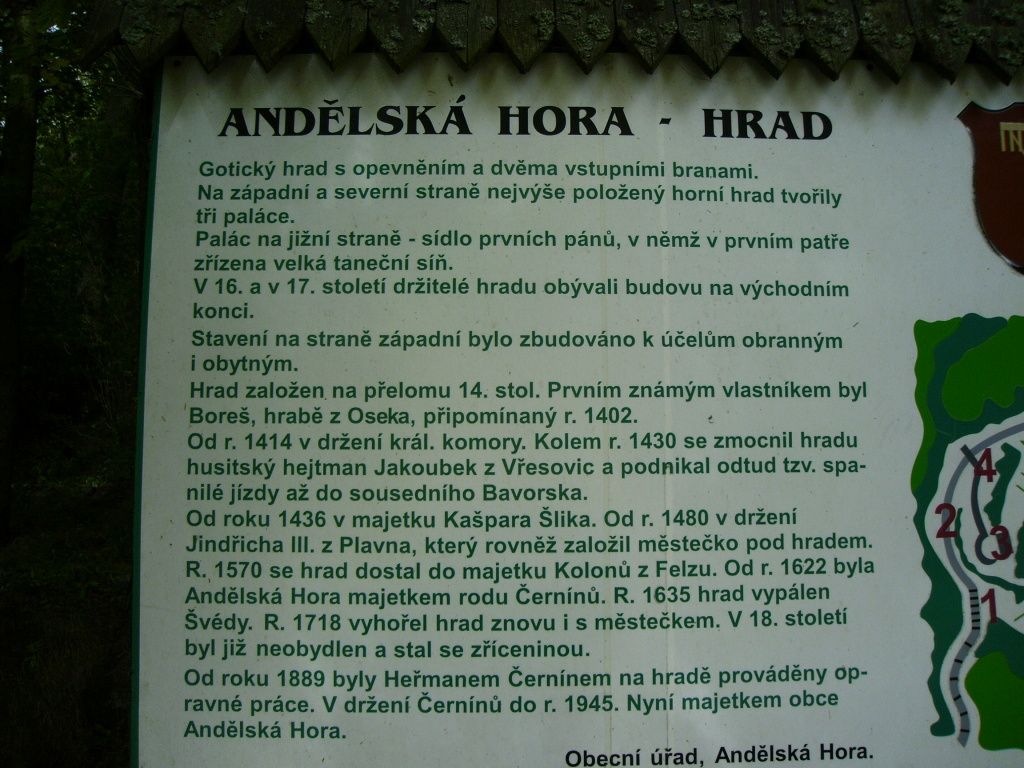 ANDĚLSKÁ HORA - HRAD
Gotický hrad s opevněním a dvěma vstupními branami.
Na západní a severní straně nejvýše položený horní hrad tvořily
tři paláce.
Palác na jižní straně - sídlo prvních pánů, v němž v prvním patře
zřízena velká taneční síň.
V 16. a v 17. století držitelé hradu obývali budovu na východním
konci.
Stavení na straně západní bylo zbudováno k účelům obranným
i obytným.
Hrad založen na přelomu 14. stol. Prvním známým vlastníkem byl
Boreš, hrabě z Oseka, připomínaný r. 1402.
Od r. 1414 v držení král. komory. Kolem r. 1430 se zmocnil hradu
husitský hejtman Jakoubek z Vřesovic a podnikal odtud tzv. spa-
nilé jízdy až do sousedního Bavorska.
Od roku 1436 v majetku Kašpara Šlika. Od r. 1480 v držení
Jindřicha III. z Plavna, který rovněž založil městečko pod hradem.
R. 1570 se hrad dostal do majetku Kolonů z Felzu. Od r. 1622 byla
Andělská Hora majetkem rodu Černínů. R. 1635 hrad vypálen
Švédy. R. 1718 vyhořel hrad znovu i s městečkem. V 18. století
byl již neobydlen a stal se zříceninou.
Od roku 1889 byly Heřmanem Černínem na hradě prováděny op-
ravné práce. V držení Černínů do r. 1945. Nyní majetkem obce
Andělská Hora.
Obecní úřad, Andělská Hora.
4
2
3
1